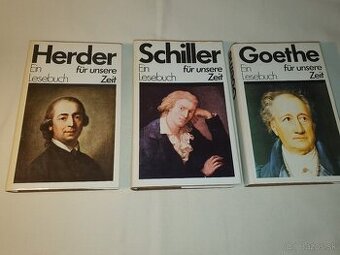 Herder
Ein für unsere
Lesebuch Zeit
Schiller
Ein für unsere
Lesebuch Zeit
Goethe
Ein für unsere
Lesebuch Zeit